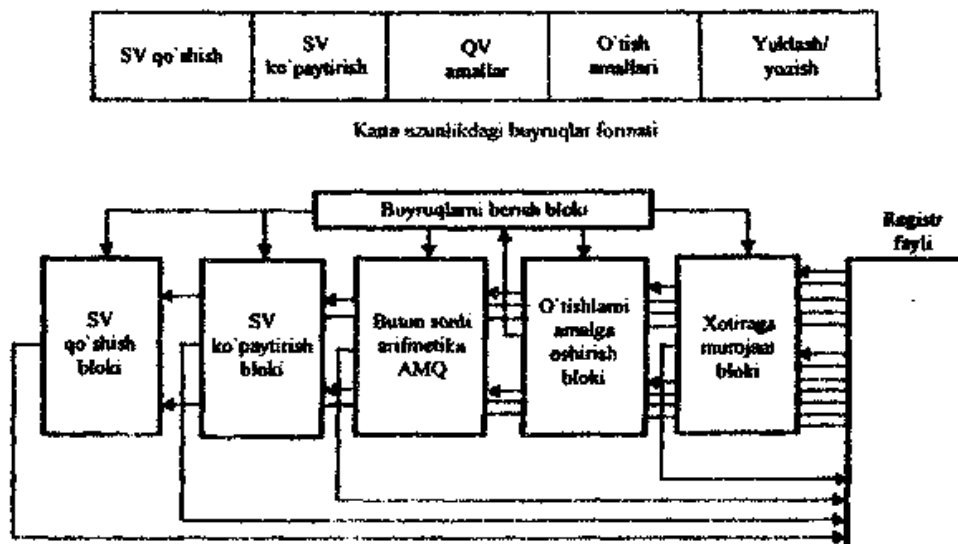 SV qo`shish
SV
ko`paytirish
QV
amallar
O`tish
amallari
Yuklash/
yozish
Katta uzunlikdagi buyruqlar formati
Buyruqlarni berish bloki
Registr
fayli
SV
qo`shish
bloki
SV
ko`paytirish
bloki
Butun sonli
arifmetika
AMQ
O`tishlarni
amalga
oshirish
bloki
Xotiraga
murojaat
bloki